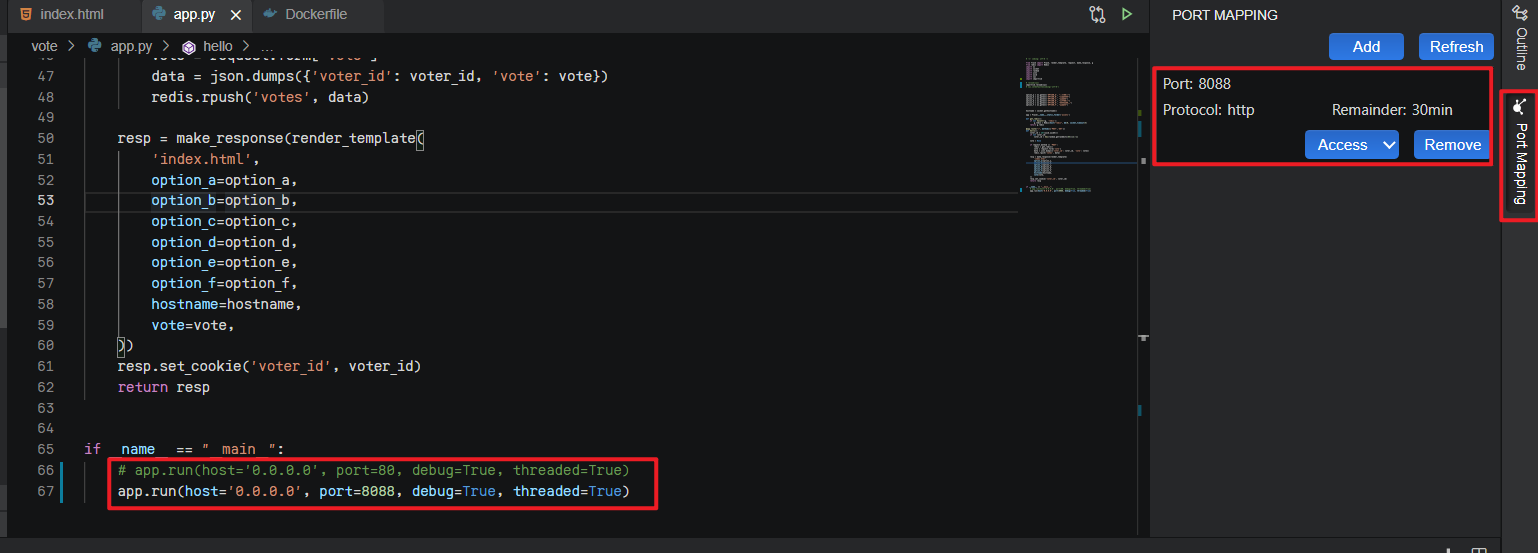 index.html app.py Dockerfile
vote > app.py > hello > ...
47 data = json.dumps({'voter_id': voter_id, 'vote': vote})
48 redis.rpush('votes', data)
49
50 resp = make_response(render_template(
51 'index.html',
52 option_a=option_a,
53 option_b=option_b,
54 option_c=option_c,
55 option_d=option_d,
56 option_e=option_e,
57 option_f=option_f,
58 hostname=hostname,
59 vote=vote,
60 ))
61 resp.set_cookie('voter_id', voter_id)
62 return resp
63
64
65 if __name__ == "__main__":
66 # app.run(host='0.0.0.0', port=80, debug=True, threaded=True)
67 app.run(host='0.0.0.0', port=8088, debug=True, threaded=True)
PORT MAPPING
Add Refresh
Port: 8088
Protocol: http Remainder: 30min
Access Remove
Outline
Port Mapping